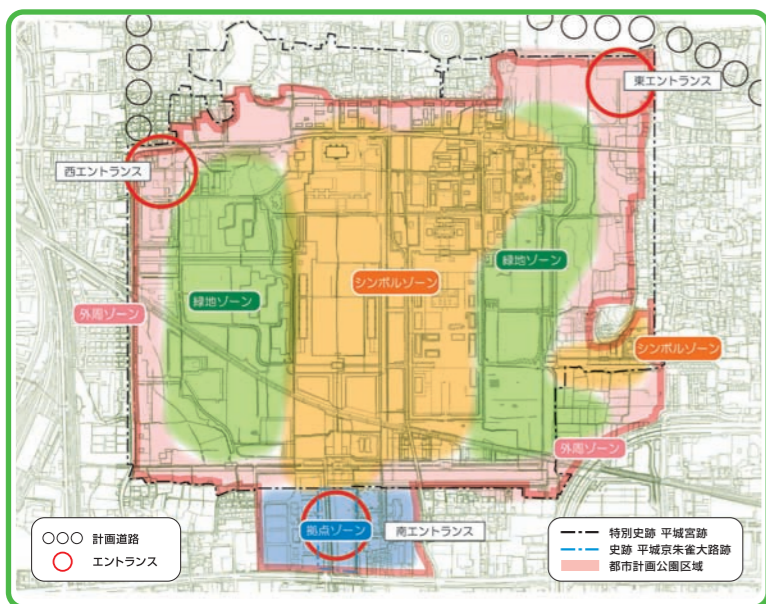 東エントランス
西エントランス
緑地ゾーン
シンボルゾーン
緑地ゾーン
外周ゾーン
シンボルゾーン
外周ゾーン
拠点ゾーン
南エントランス
計画道路
エントランス
特別史跡 平城宮跡
史跡 平城京朱雀大路跡
都市計画公園区域